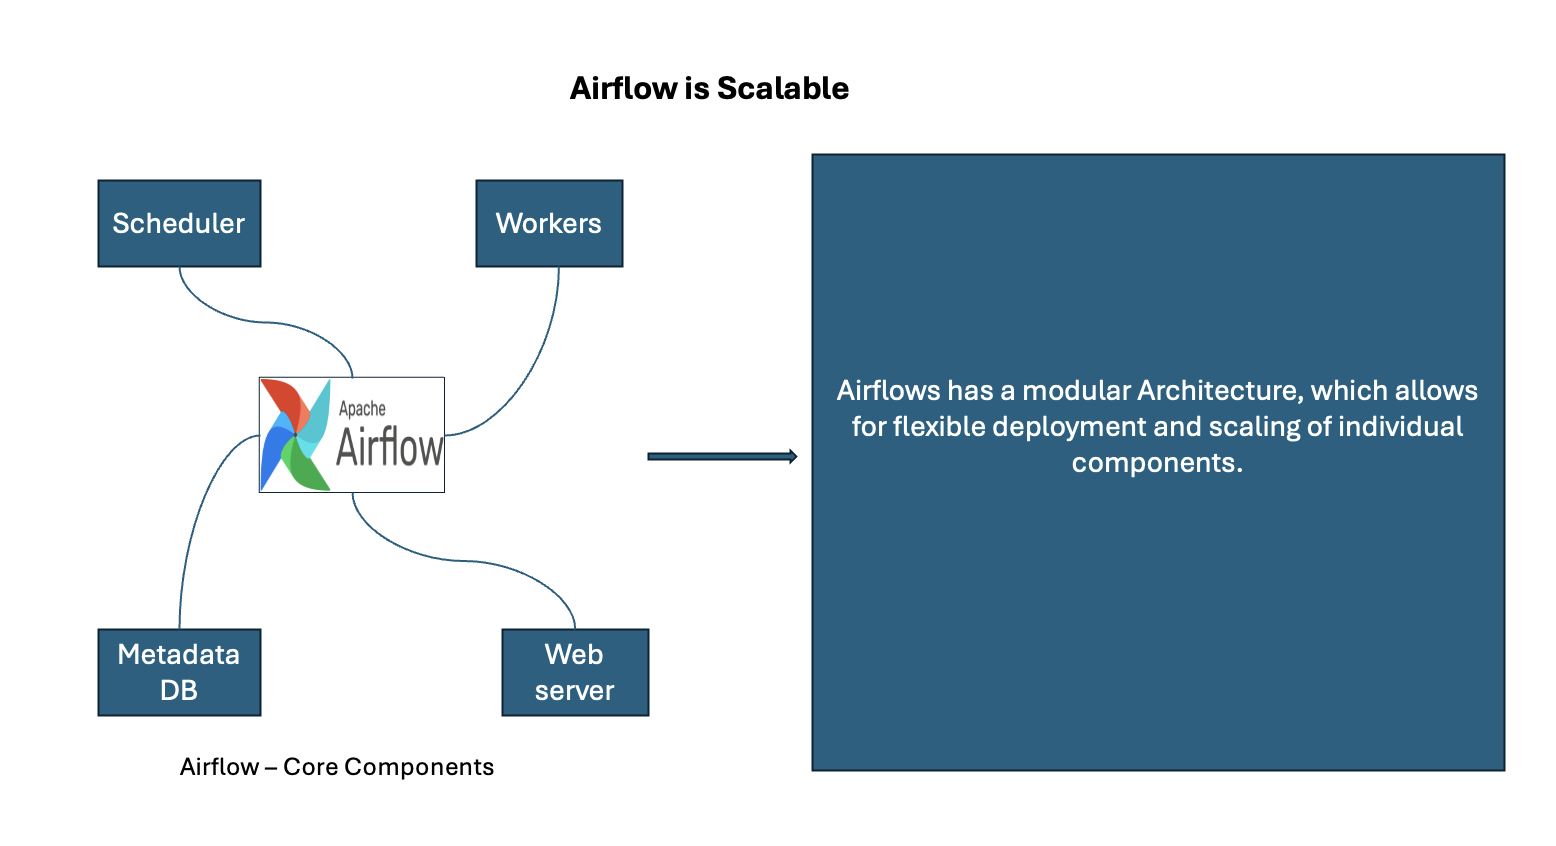 Airflow is Scalable
Scheduler
Workers
Apache
Airflow
Metadata
DB
Web
server
Airflow – Core Components
Airflows has a modular Architecture, which allows
for flexible deployment and scaling of individual
components.